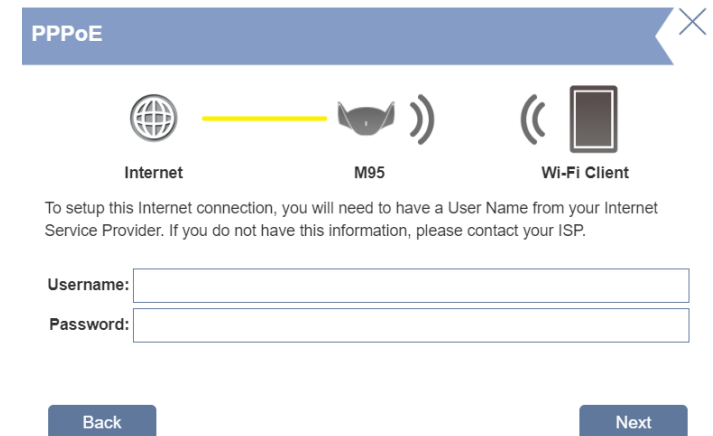 PPPoE
Internet
M95
Wi-Fi Client
To setup this Internet connection, you will need to have a User Name from your Internet
Service Provider. If you do not have this information, please contact your ISP.
Username:
Password:
Back
Next